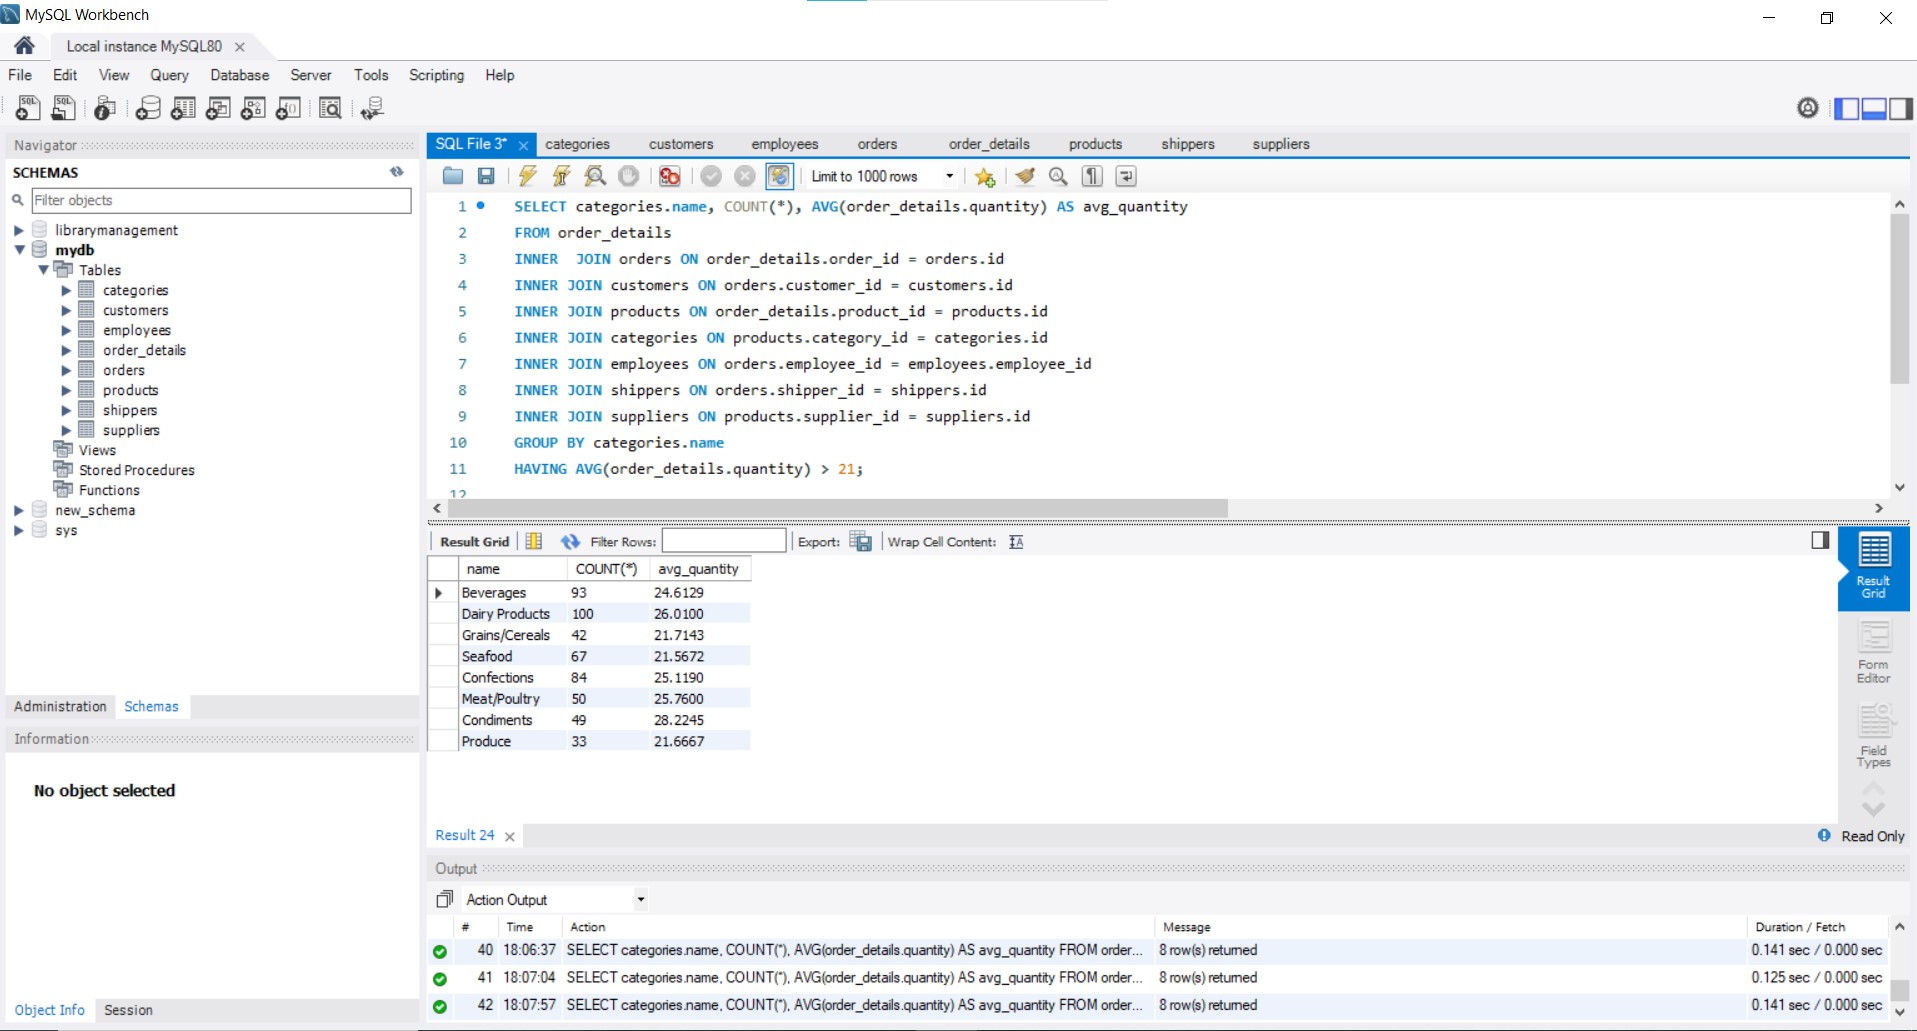 MySQL Workbench
Local instance MySQL80
File Edit View Query Database Server Tools Scripting Help
Navigator
SCHEMAS
Filter objects
librarymanagement
mydb
Tables
categories
customers
employees
order_details
orders
products
shippers
suppliers
Views
Stored Procedures
Functions
new_schema
sys
Administration Schemas
Information
No object selected
Object Info Session
SQL File 3* categories customers employees orders order_details products shippers suppliers
Limit to 1000 rows
1 SELECT categories.name, COUNT(*), AVG(order_details.quantity) AS avg_quantity
2 FROM order_details
3 INNER  JOIN orders ON order_details.order_id = orders.id
4 INNER JOIN customers ON orders.customer_id = customers.id
5 INNER JOIN products ON order_details.product_id = products.id
6 INNER JOIN categories ON products.category_id = categories.id
7 INNER JOIN employees ON orders.employee_id = employees.employee_id
8 INNER JOIN shippers ON orders.shipper_id = shippers.id
9 INNER JOIN suppliers ON products.supplier_id = suppliers.id
10 GROUP BY categories.name
11 HAVING AVG(order_details.quantity) > 21;
12
Result Grid Filter Rows: Export: Wrap Cell Content:
name COUNT(*) avg_quantity
Beverages 93 24.6129
Dairy Products 100 26.0100
Grains/Cereals 42 21.7143
Seafood 67 21.5672
Confections 84 25.1190
Meat/Poultry 50 25.7600
Condiments 49 28.2245
Produce 33 21.6667
Result
Grid
Form
Editor
Field
Types
Result 24
Read Only
Output
Action Output
# Time Action Message Duration / Fetch
40 18:06:37 SELECT categories.name, COUNT(*), AVG(order_details.quantity) AS avg_quantity FROM order... 8 row(s) returned 0.141 sec / 0.000 sec
41 18:07:04 SELECT categories.name, COUNT(*), AVG(order_details.quantity) AS avg_quantity FROM order... 8 row(s) returned 0.125 sec / 0.000 sec
42 18:07:57 SELECT categories.name, COUNT(*), AVG(order_details.quantity) AS avg_quantity FROM order... 8 row(s) returned 0.141 sec / 0.000 sec